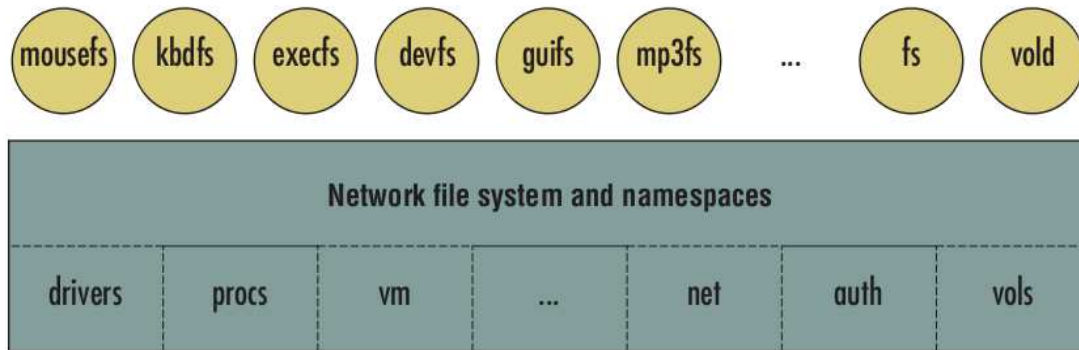 mousefs kbdfs execfs devfs guifs mp3fs ... fs vold
Network file system and namespaces
drivers procs vm ... net auth vols